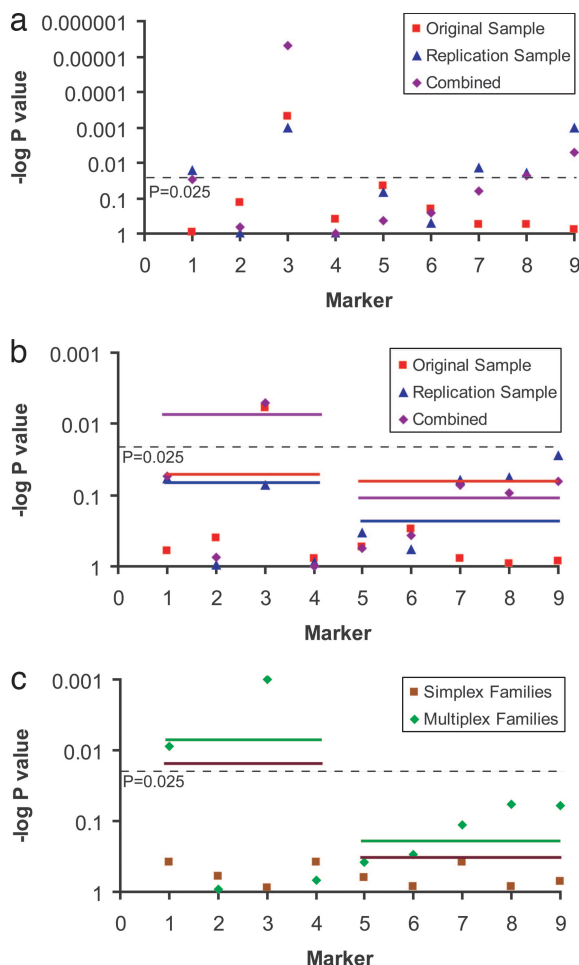 a
0.000001
0.00001
0.0001
0.001
0.01
0.1
1
-log P value
Original Sample
Replication Sample
Combined
P=0.025
0 1 2 3 4 5 6 7 8 9
Marker
b
0.001
0.01
0.1
1
-log P value
Original Sample
Replication Sample
Combined
P=0.025
0 1 2 3 4 5 6 7 8 9
Marker
c
0.001
0.01
0.1
1
-log P value
Simplex Families
Multiplex Families
P=0.025
0 1 2 3 4 5 6 7 8 9
Marker